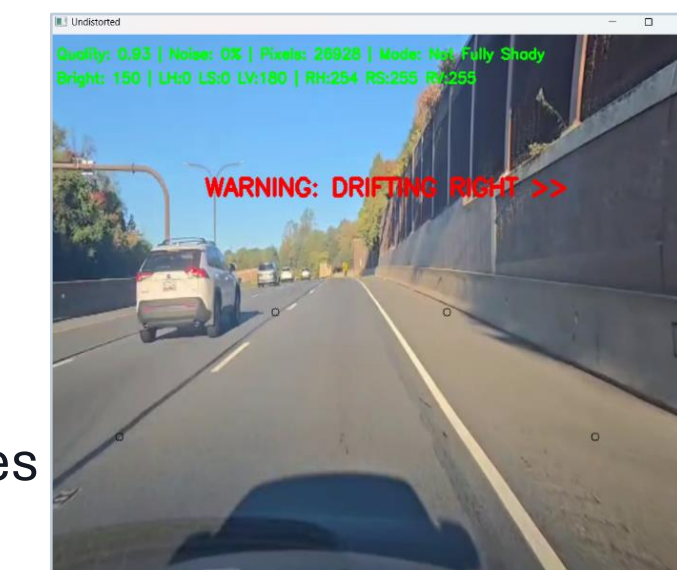 Undistorted
Quality: 0.93 | Noise: 0% | Pixels: 26928 | Mode: Not Fully Shady
Bright: 150 | LH:0 LS:0 LV:180 | RH:254 RS:255 RV:255
WARNING: DRIFTING RIGHT >>
es